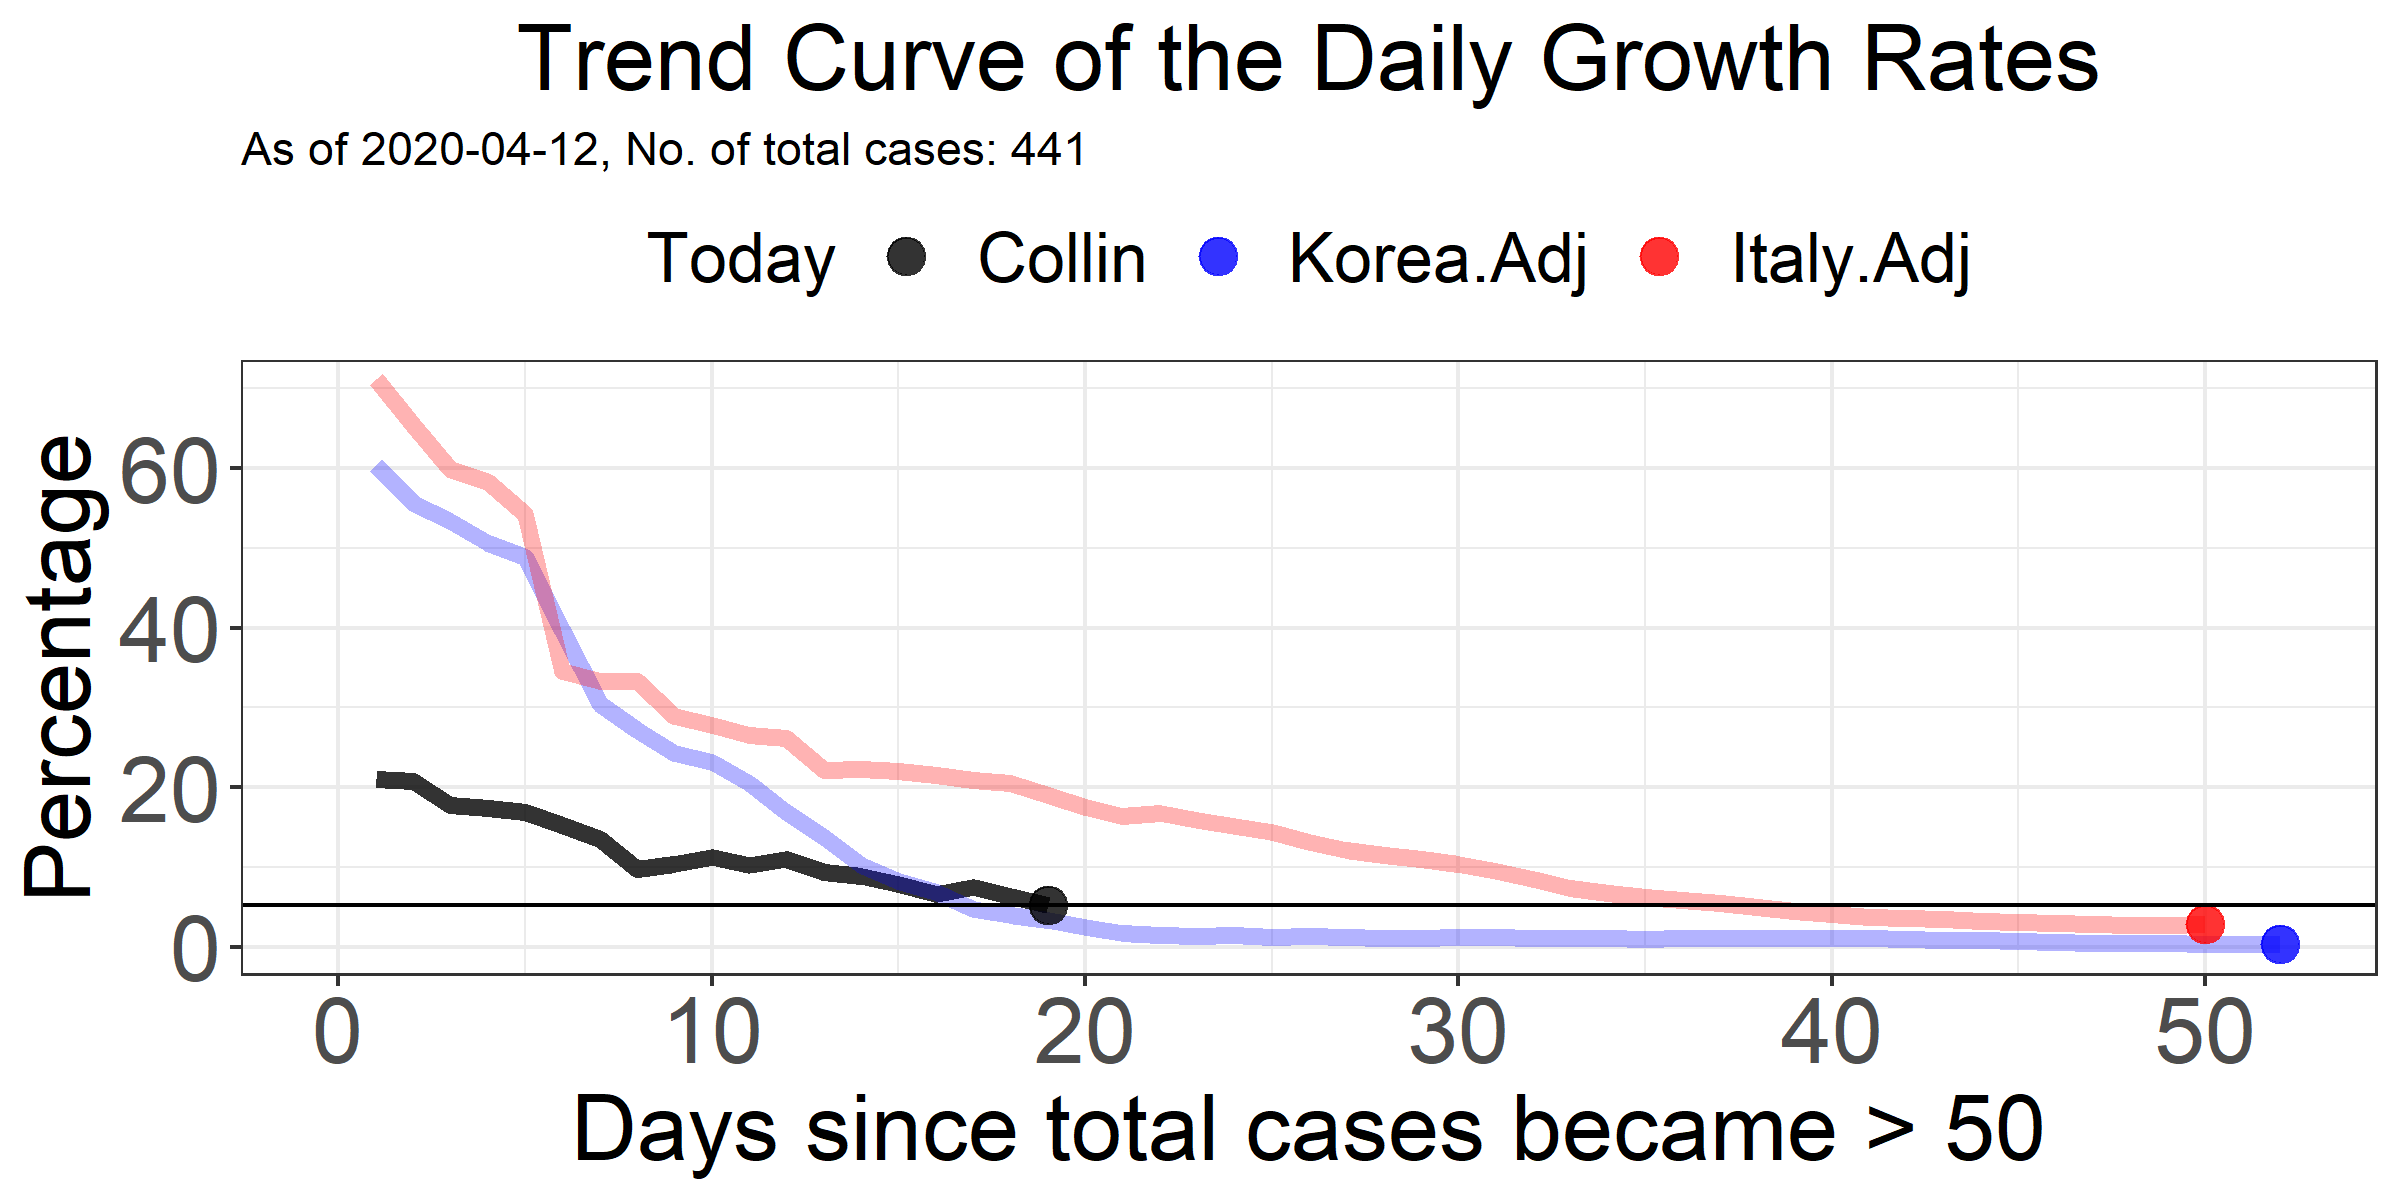 Trend Curve of the Daily Growth Rates
As of 2020-04-12, No. of total cases: 441
Today Collin Korea.Adj Italy.Adj
Percentage
60
40
20
0
0 10 20 30 40 50
Days since total cases became > 50